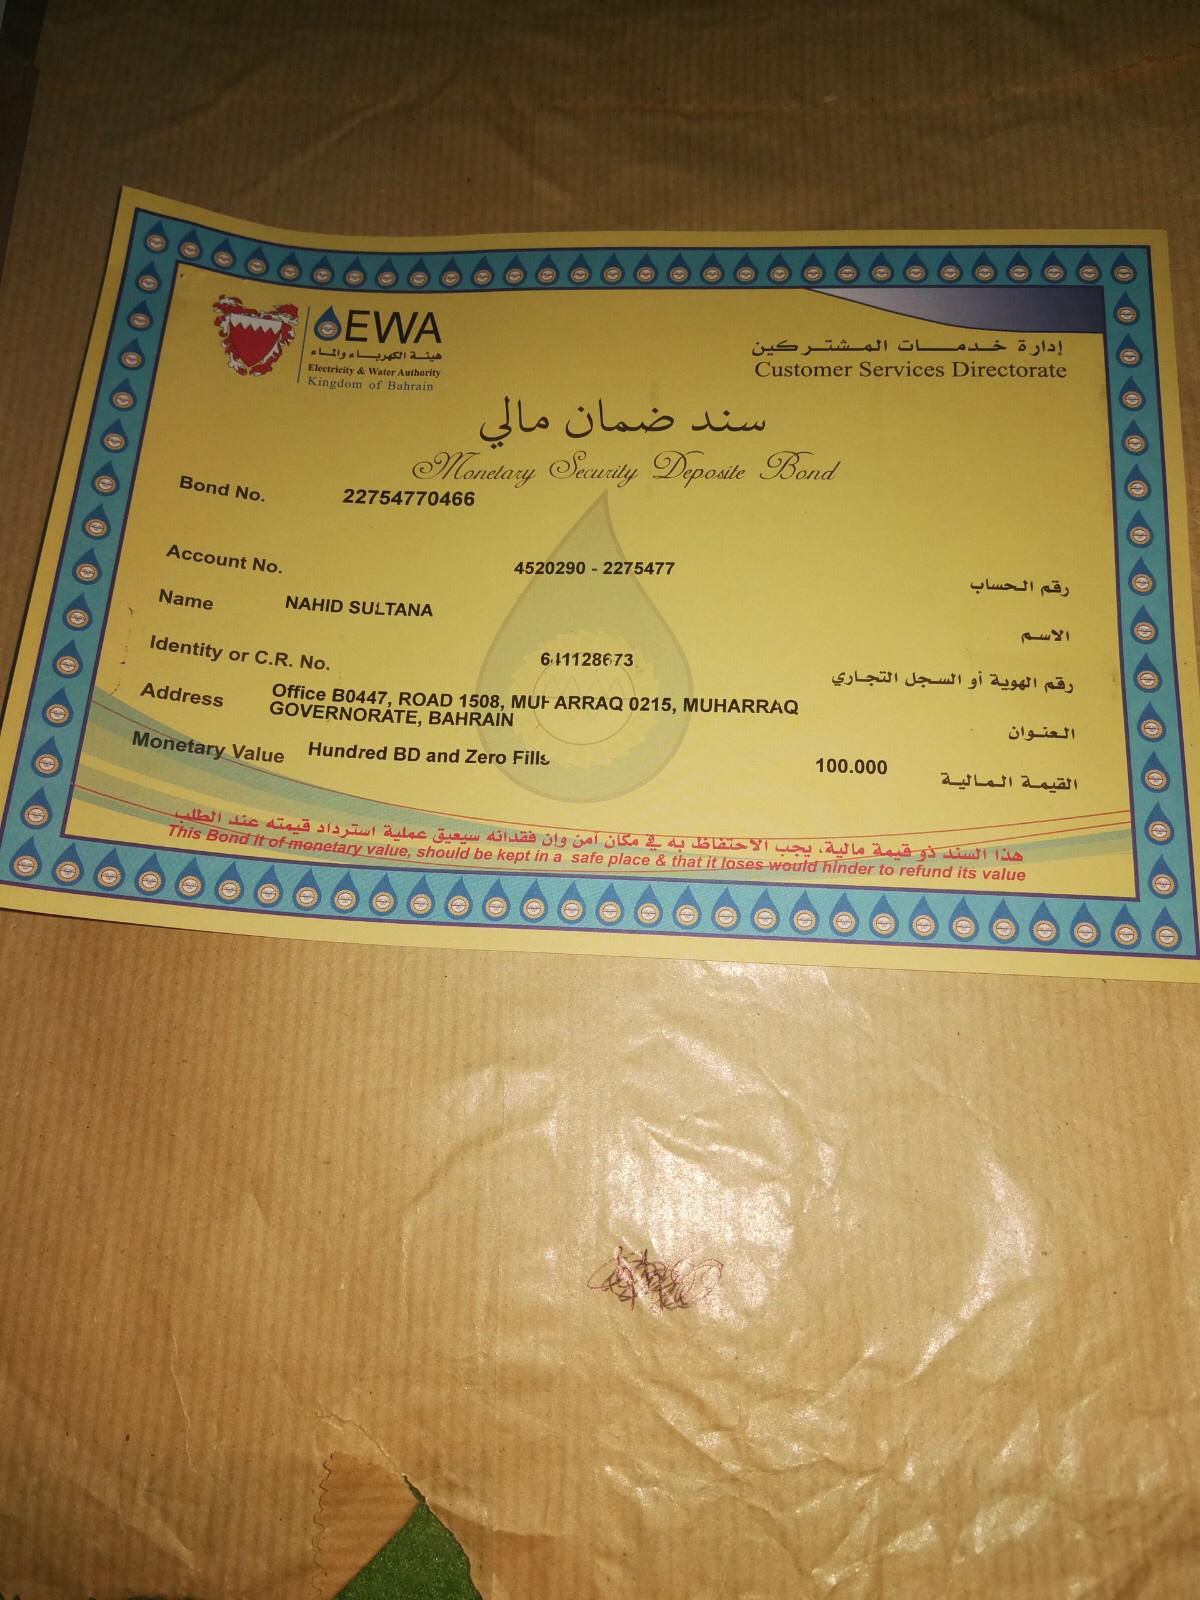 EWA
هيئة الكهرباء والماء
Electricity & Water Authority
Kingdom of Bahrain
إدارة خدمات المشتركين
Customer Services Directorate
سند ضمان مالي
Monetary Security Deposite Bond
Bond No. 22754770466
Account No. 4520290 - 2275477 رقم الحساب
Name NAHID SULTANA الاسم
Identity or C.R. No. 641128673 رقم الهوية أو السجل التجاري
Address Office B0447, ROAD 1508, MUHARRAQ 0215, MUHARRAQ العنوان
GOVERNORATE, BAHRAIN
Monetary Value Hundred BD and Zero Fills 100.000 القيمة المالية
هذا السند ذو قيمة مالية، يجب الاحتفاظ به في مكان آمن وان فقدانه سيعيق عملية استرداد قيمته عند الطلب
This Bond It of monetary value, should be kept in a safe place & that it loses would hinder to refund its value